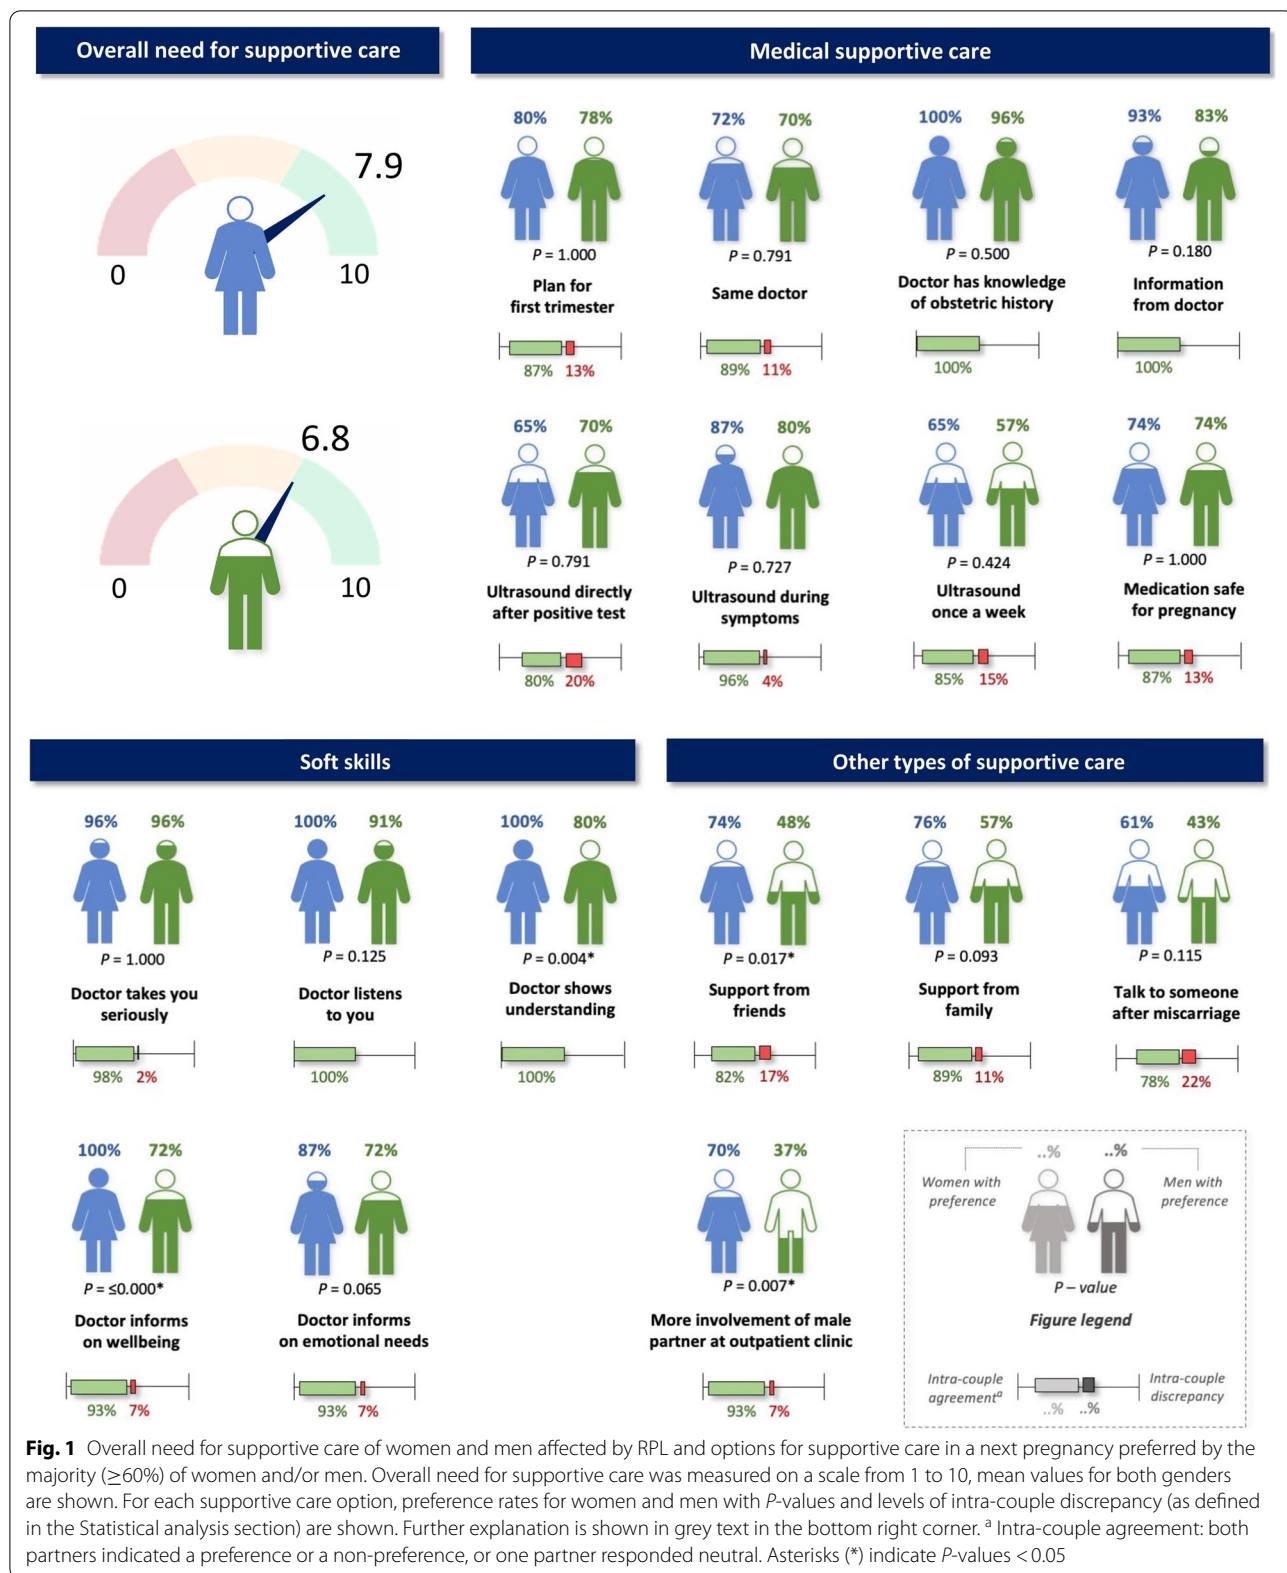 Overall need for supportive care
7.9
0
10
6.8
0
10
Medical supportive care
80% 78%
P = 1.000
Plan for
first trimester
87% 13%
72% 70%
P = 0.791
Same doctor
89% 11%
100% 96%
P = 0.500
Doctor has knowledge
of obstetric history
100%
93% 83%
P = 0.180
Information
from doctor
100%
65% 70%
P = 0.791
Ultrasound directly
after positive test
80% 20%
87% 80%
P = 0.727
Ultrasound during
symptoms
96% 4%
65% 57%
P = 0.424
Ultrasound
once a week
85% 15%
74% 74%
P = 1.000
Medication safe
for pregnancy
87% 13%
Soft skills
96% 96%
P = 1.000
Doctor takes you
seriously
98% 2%
100% 91%
P = 0.125
Doctor listens
to you
100%
100% 80%
P = 0.004*
Doctor shows
understanding
100%
100% 72%
P = ≤0.000*
Doctor informs
on wellbeing
93% 7%
87% 72%
P = 0.065
Doctor informs
on emotional needs
93% 7%
Other types of supportive care
74% 48%
P = 0.017*
Support from
friends
82% 17%
76% 57%
P = 0.093
Support from
family
89% 11%
61% 43%
P = 0.115
Talk to someone
after miscarriage
78% 22%
70% 37%
P = 0.007*
More involvement of male
partner at outpatient clinic
93% 7%
..% ..%
Women with
preference
Men with
preference
P – value
Figure legend
Intra-couple
agreementᵃ
Intra-couple
discrepancy
..% ..%
Fig. 1 Overall need for supportive care of women and men affected by RPL and options for supportive care in a next pregnancy preferred by the
majority (≥60%) of women and/or men. Overall need for supportive care was measured on a scale from 1 to 10, mean values for both genders
are shown. For each supportive care option, preference rates for women and men with P-values and levels of intra-couple discrepancy (as defined
in the Statistical analysis section) are shown. Further explanation is shown in grey text in the bottom right corner. ᵃ Intra-couple agreement: both
partners indicated a preference or a non-preference, or one partner responded neutral. Asterisks (*) indicate P-values < 0.05